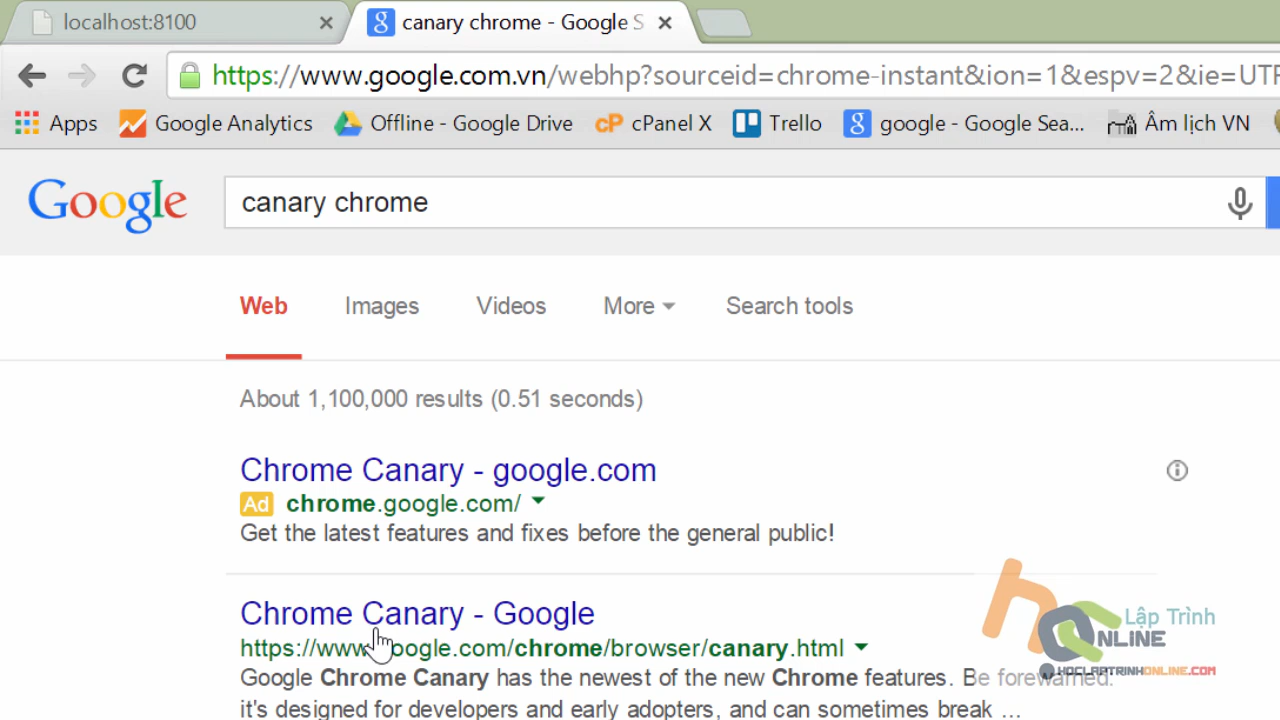 localhost:8100
canary chrome - Google S
https://www.google.com.vn/webhp?sourceid=chrome-instant&ion=1&espv=2&ie=UTF
Apps
Google Analytics
Offline - Google Drive
cPanel X
Trello
google - Google Sea...
Âm lịch VN
Google
canary chrome
Web
Images
Videos
More
Search tools
About 1,100,000 results (0.51 seconds)
Chrome Canary - google.com
Ad chrome.google.com/
Get the latest features and fixes before the general public!
Chrome Canary - Google
https://www.google.com/chrome/browser/canary.html
Google Chrome Canary has the newest of the new Chrome features. Be forewarned:
it's designed for developers and early adopters, and can sometimes break ...
Lập Trình
ONLINE
HOCLAPTRINHONLINE.COM